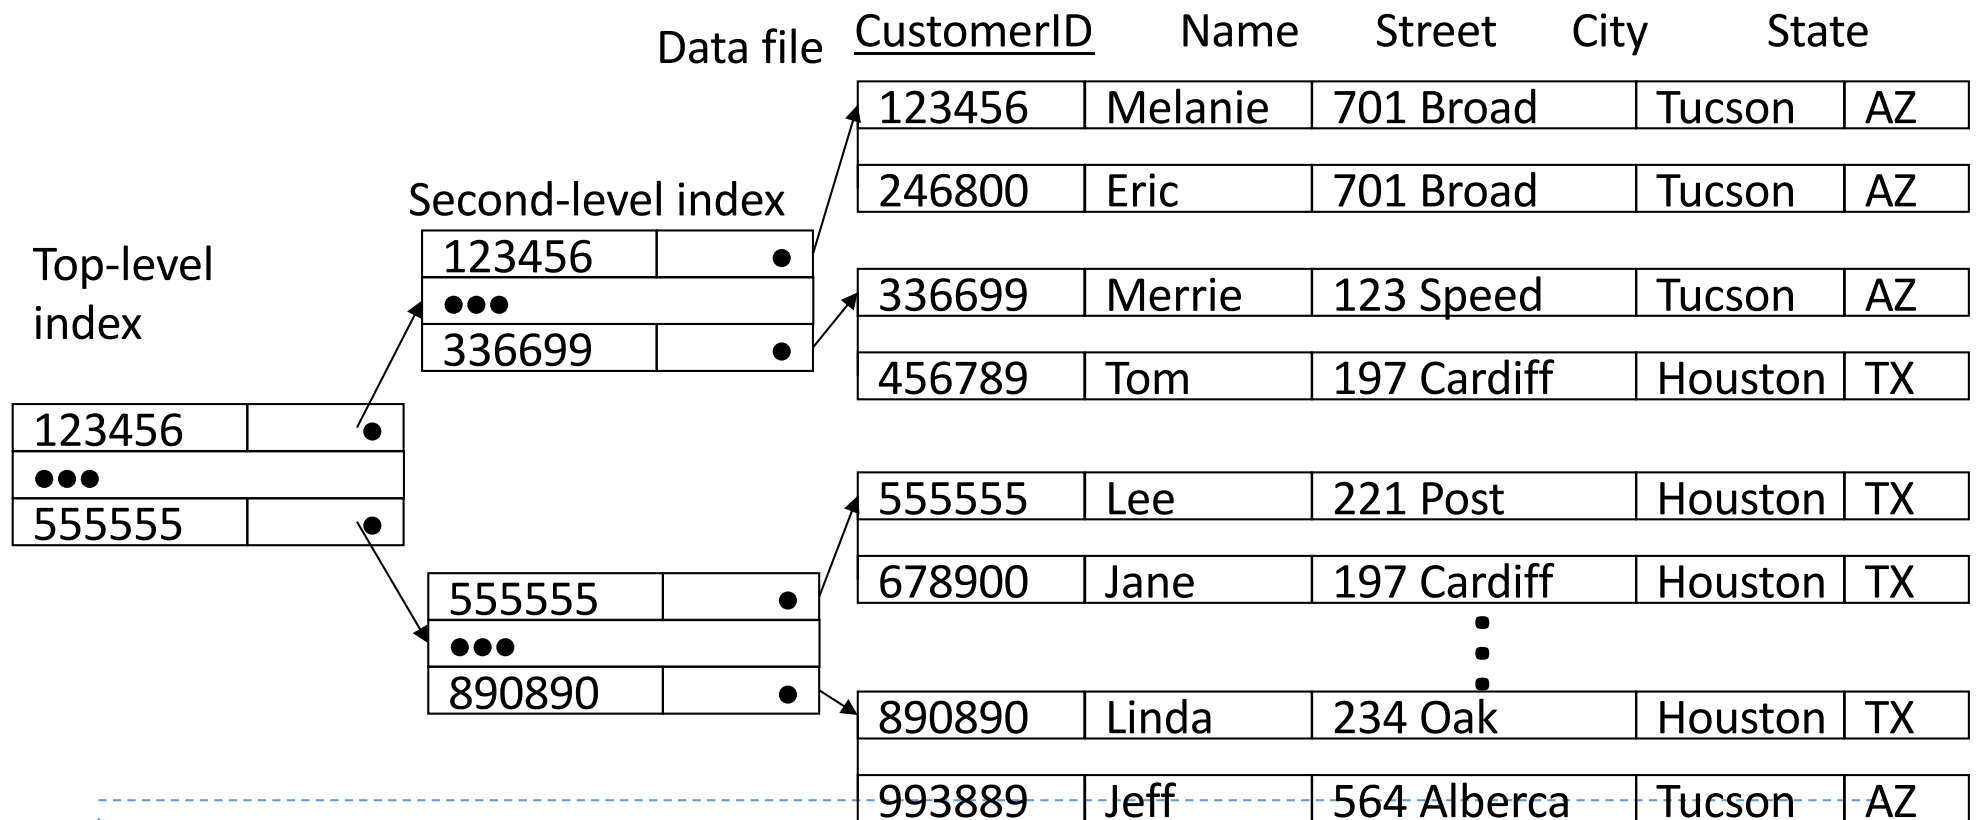 Data file
CustomerID Name Street City State
123456 Melanie 701 Broad Tucson AZ
246800 Eric 701 Broad Tucson AZ
336699 Merrie 123 Speed Tucson AZ
456789 Tom 197 Cardiff Houston TX
555555 Lee 221 Post Houston TX
678900 Jane 197 Cardiff Houston TX
890890 Linda 234 Oak Houston TX
993889 Jeff 564 Alberca Tucson AZ
Second-level index
123456
●●●
336699
555555
●●●
890890
Top-level
index
123456
●●●
555555